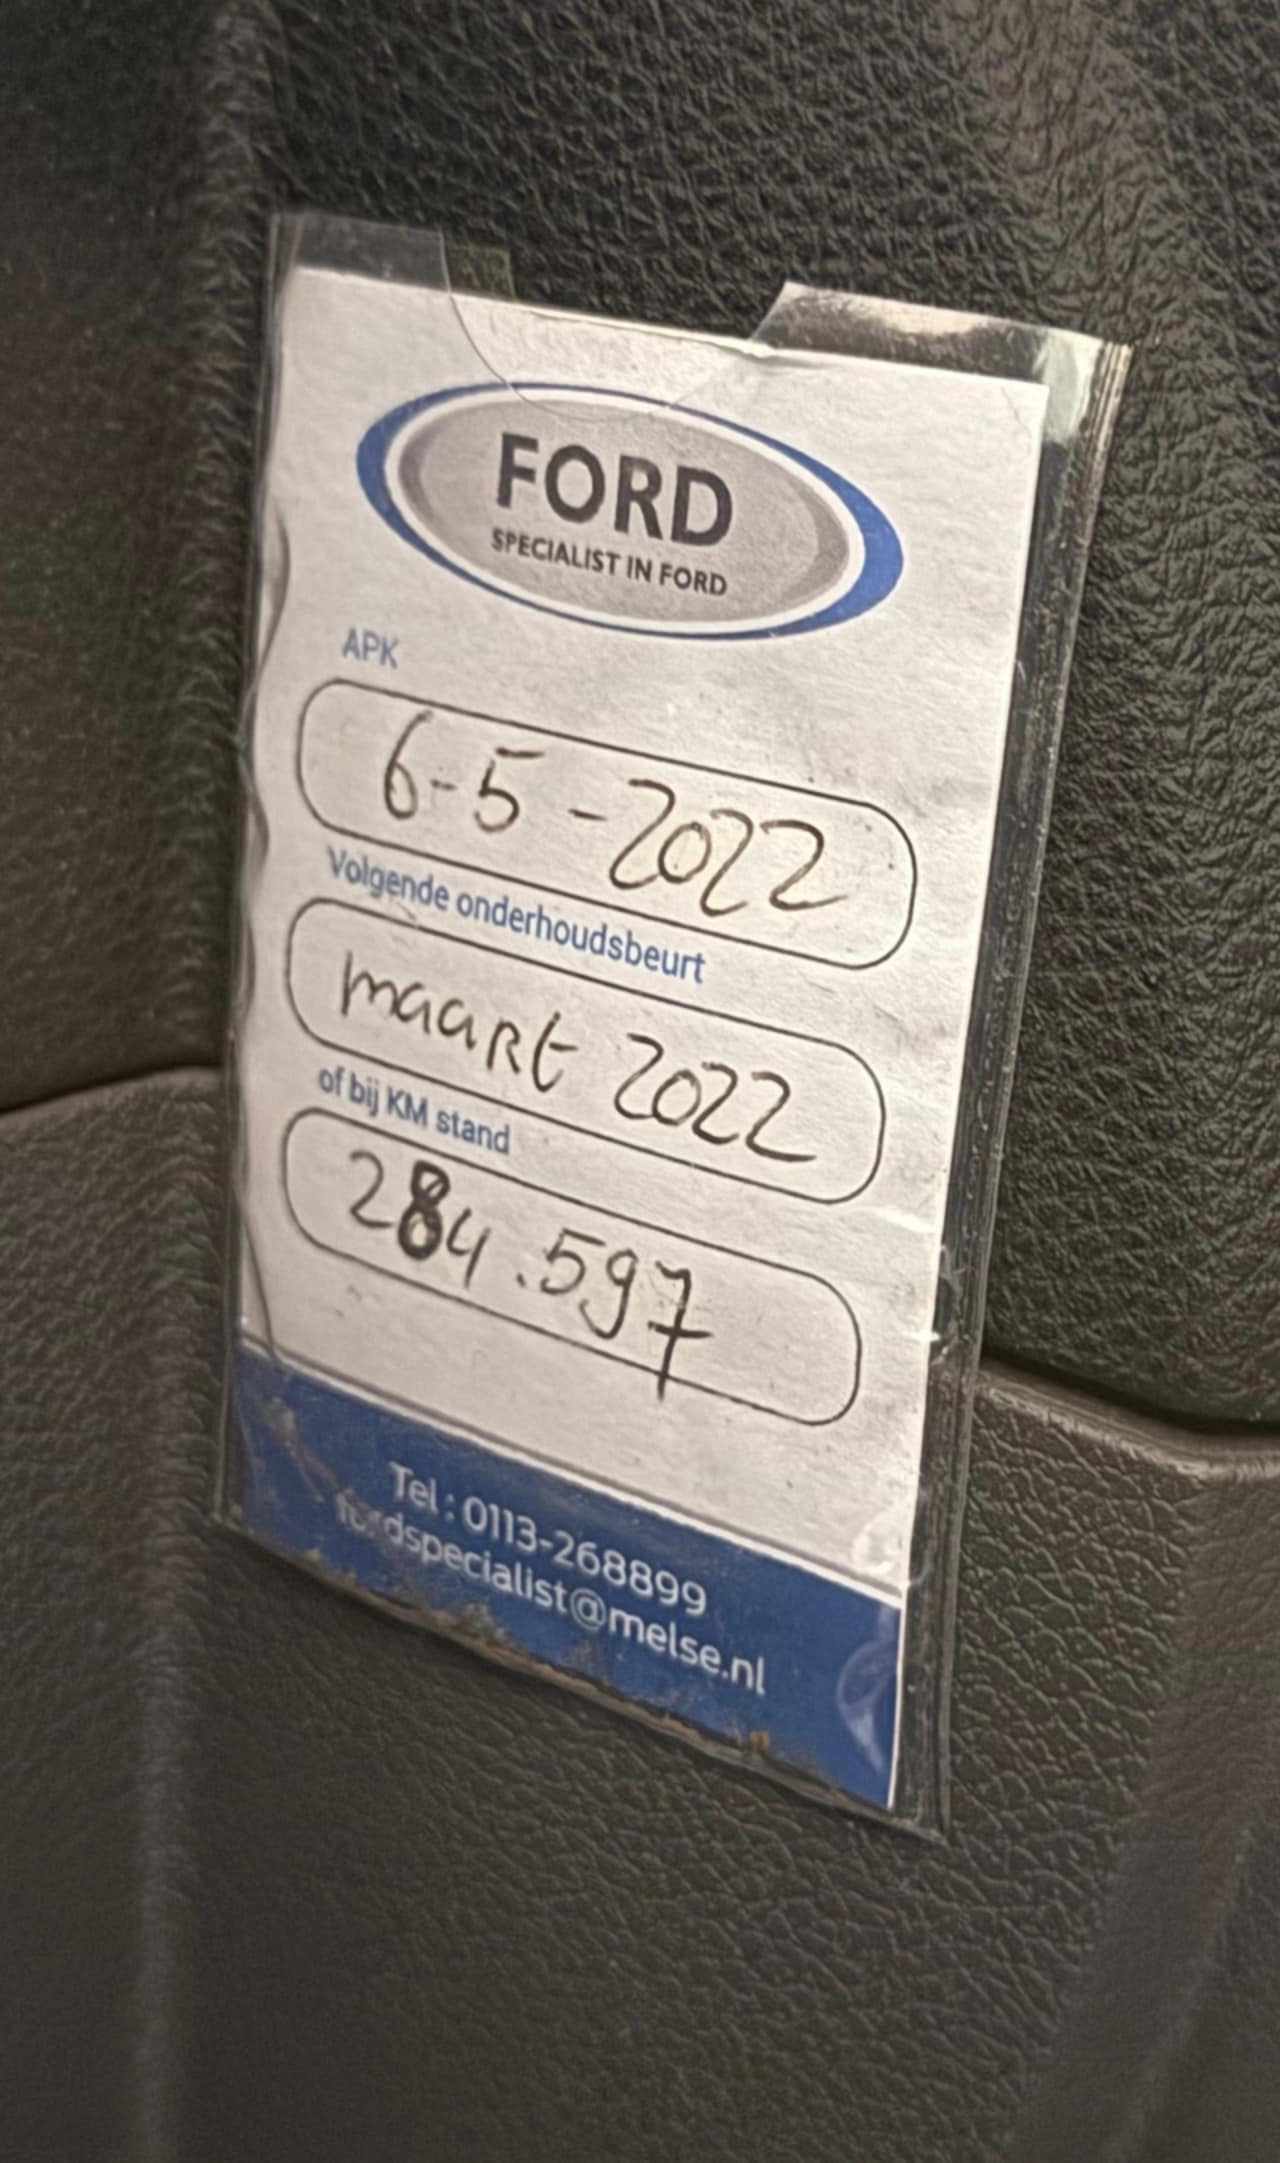 FORD
SPECIALIST IN FORD
APK
6-5-2022
Volgende onderhoudsbeurt
maart 2022
of bij KM stand
284.597
Tel : 0113-268899
fordspecialist@melse.nl